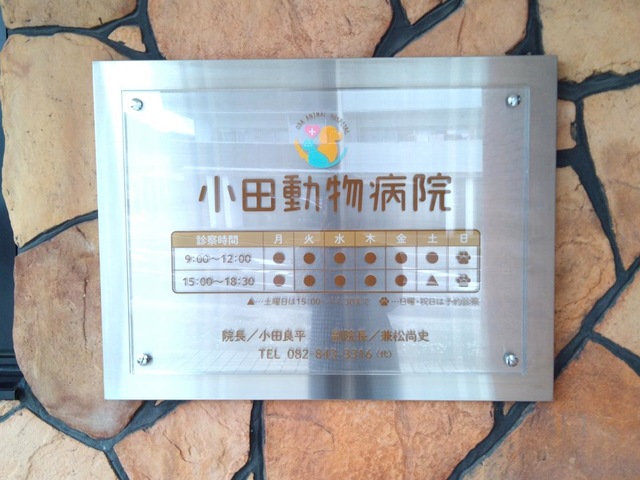 ODA ANIMAL HOSPITAL
小田動物病院
診察時間 月 火 水 木 金 土 日
9:00～12:00 ● ● ● ● ● ●
15:00～18:30 ● ● ● ● ● ▲
▲…土曜日は15:00 …日曜・祝日は予約診察
院長／小田良平 副院長／兼松尚史
TEL 082 (代)